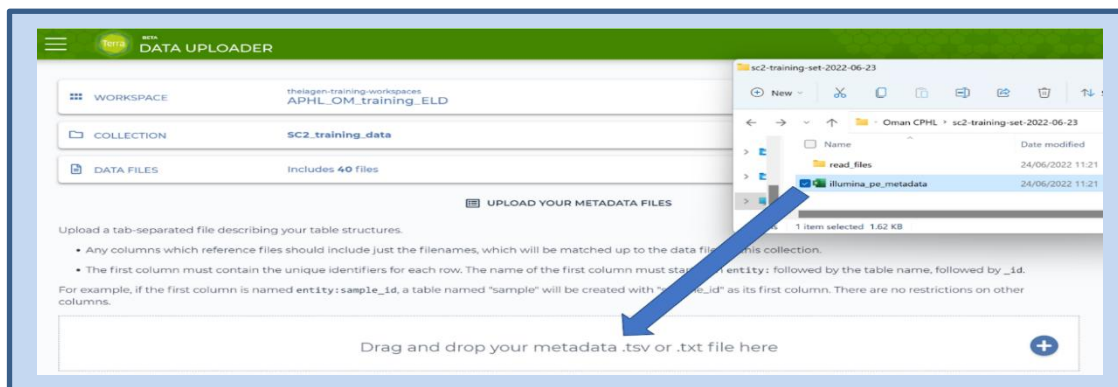 Terra
BETA
DATA UPLOADER
WORKSPACE
theiagen-training-workspaces
APHL_OM_training_ELD
COLLECTION
SC2_training_data
DATA FILES
Includes 40 files
UPLOAD YOUR METADATA FILES
Upload a tab-separated file describing your table structures.
• Any columns which reference files should include just the filenames, which will be matched up to the data file this collection.
• The first column must contain the unique identifiers for each row. The name of the first column must entity: followed by the table name, followed by _id.
For example, if the first column is named entity:sample_id, a table named "sample" will be created with as its first column. There are no restrictions on other
columns.
Drag and drop your metadata .tsv or .txt file here
sc2-training-set-2022-06-23
New
Oman CPHL > sc2-training-set-2022-06-23
Name
Date modified
read_files
24/06/2022 11:21
illumina_pe_metadata
24/06/2022 11:21
1 item selected 1.62 KB